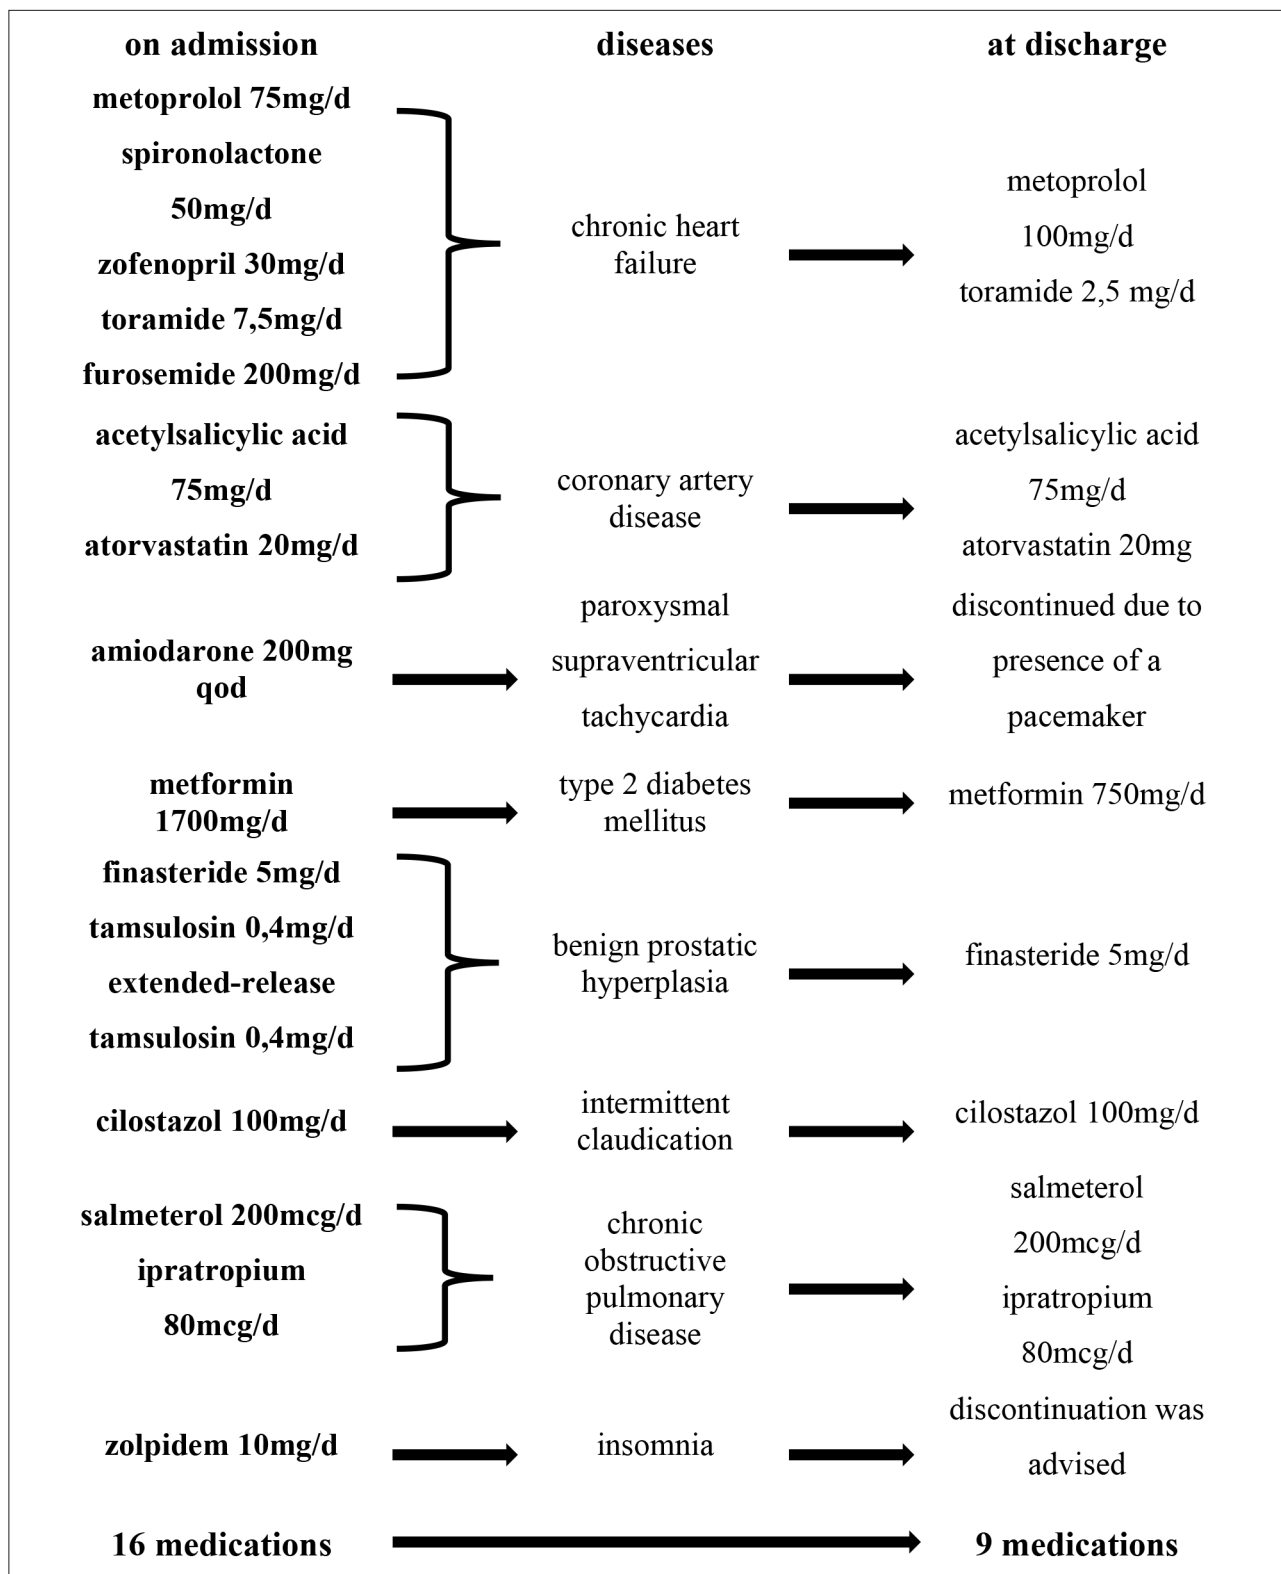 on admission
diseases
at discharge
metoprolol 75mg/d
spironolactone
50mg/d
zofenopril 30mg/d
toramide 7,5mg/d
furosemide 200mg/d
chronic heart
failure
metoprolol
100mg/d
toramide 2,5 mg/d
acetylsalicylic acid
75mg/d
atorvastatin 20mg/d
coronary artery
disease
acetylsalicylic acid
75mg/d
atorvastatin 20mg
amiodarone 200mg
qod
paroxysmal
supraventricular
tachycardia
discontinued due to
presence of a
pacemaker
metformin
1700mg/d
type 2 diabetes
mellitus
metformin 750mg/d
finasteride 5mg/d
tamsulosin 0,4mg/d
extended-release
tamsulosin 0,4mg/d
benign prostatic
hyperplasia
finasteride 5mg/d
cilostazol 100mg/d
intermittent
claudication
cilostazol 100mg/d
salmeterol 200mcg/d
ipratropium
80mcg/d
chronic
obstructive
pulmonary
disease
salmeterol
200mcg/d
ipratropium
80mcg/d
zolpidem 10mg/d
insomnia
discontinuation was
advised
16 medications
9 medications